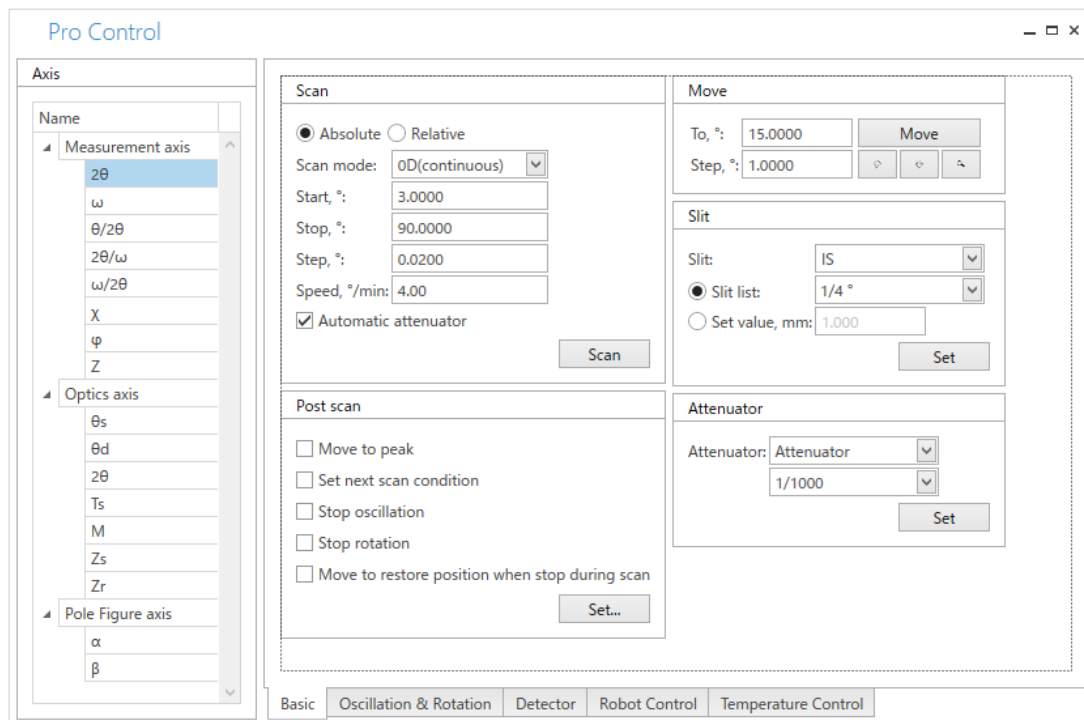 Pro Control
Axis
Name
Measurement axis
2θ
ω
θ/2θ
2θ/ω
ω/2θ
χ
φ
Z
Optics axis
θs
θd
2θ
Ts
M
Zs
Zr
Pole Figure axis
α
β
Scan
Absolute Relative
Scan mode: 0D(continuous)
Start, °: 3.0000
Stop, °: 90.0000
Step, °: 0.0200
Speed, °/min: 4.00
Automatic attenuator
Scan
Post scan
Move to peak
Set next scan condition
Stop oscillation
Stop rotation
Move to restore position when stop during scan
Set...
Move
To, °: 15.0000 Move
Step, °: 1.0000
Slit
Slit: IS
Slit list: 1/4 °
Set value, mm: 1.000
Set
Attenuator
Attenuator: Attenuator
1/1000
Set
Basic Oscillation & Rotation Detector Robot Control Temperature Control